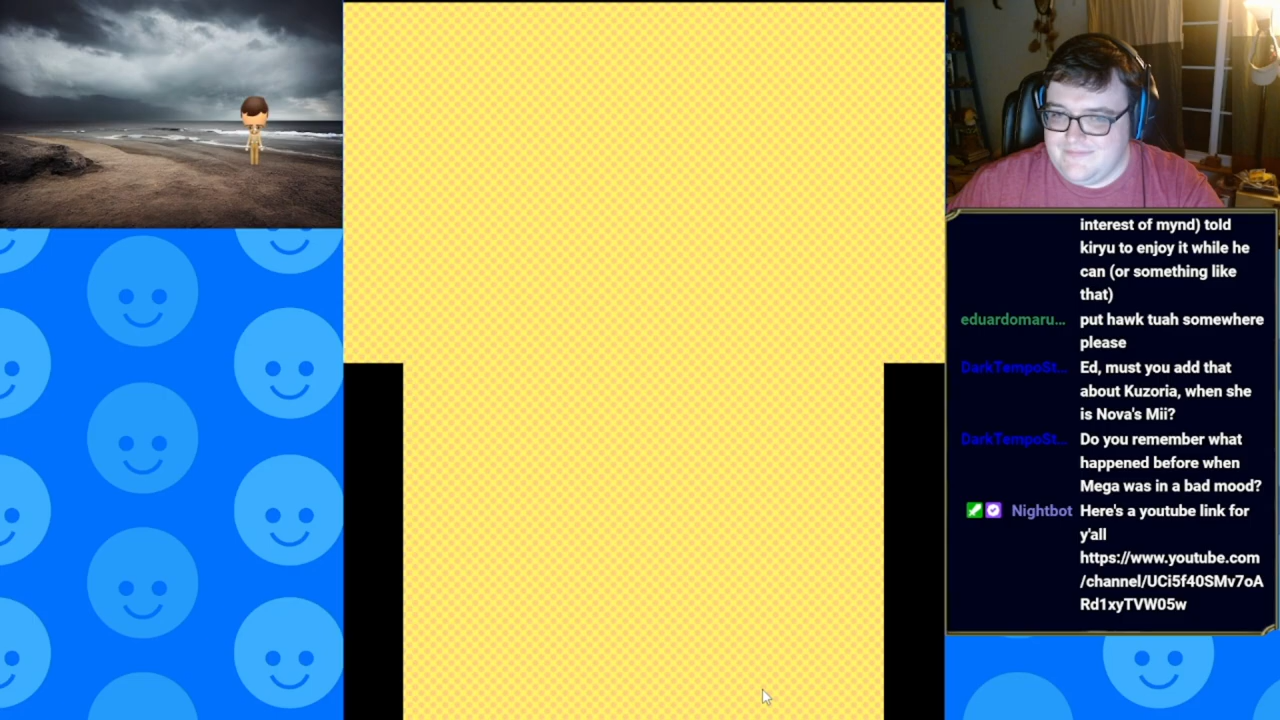 interest of mynd) told
kiryu to enjoy it while he
can (or something like
that)
eduardomaru... put hawk tuah somewhere
please
DarkTempoSt... Ed, must you add that
about Kuzoria, when she
is Nova's Mii?
DarkTempoSt... Do you remember what
happened before when
Mega was in a bad mood?
Nightbot Here's a youtube link for
y'all
https://www.youtube.com
/channel/UCi5f40SMv7oA
Rd1xyTVW05w